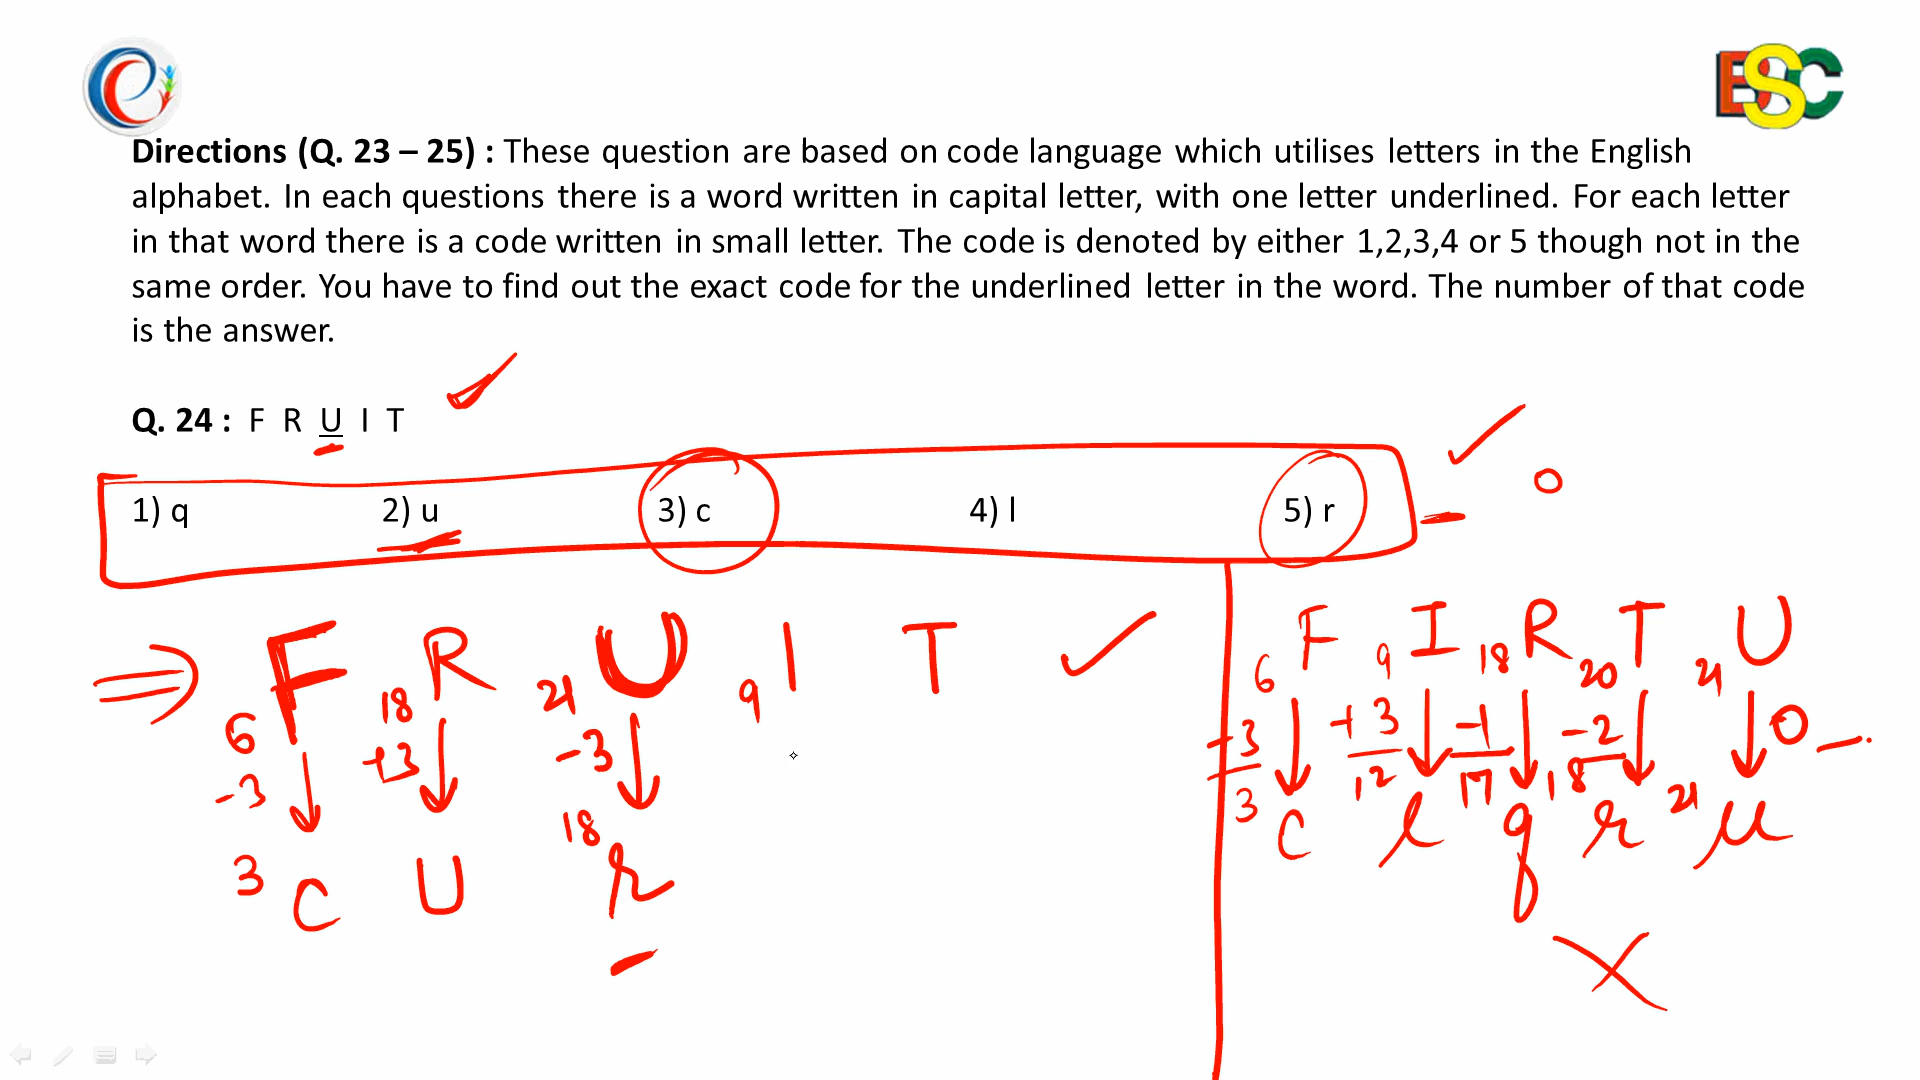 BSC
Directions (Q. 23 – 25) : These question are based on code language which utilises letters in the English
alphabet. In each questions there is a word written in capital letter, with one letter underlined. For each letter
in that word there is a code written in small letter. The code is denoted by either 1,2,3,4 or 5 though not in the
same order. You have to find out the exact code for the underlined letter in the word. The number of that code
is the answer.
Q. 24 : F R U I T
1) q 2) u 3) c 4) l 5) r
0
F R U I T
6 18 21 9
-3 +3 -3
18
3 C U r
F I R T U
6 9 18 20 21
-3 +3 -1 -2 0
3 12 17 18 21
c l q r u